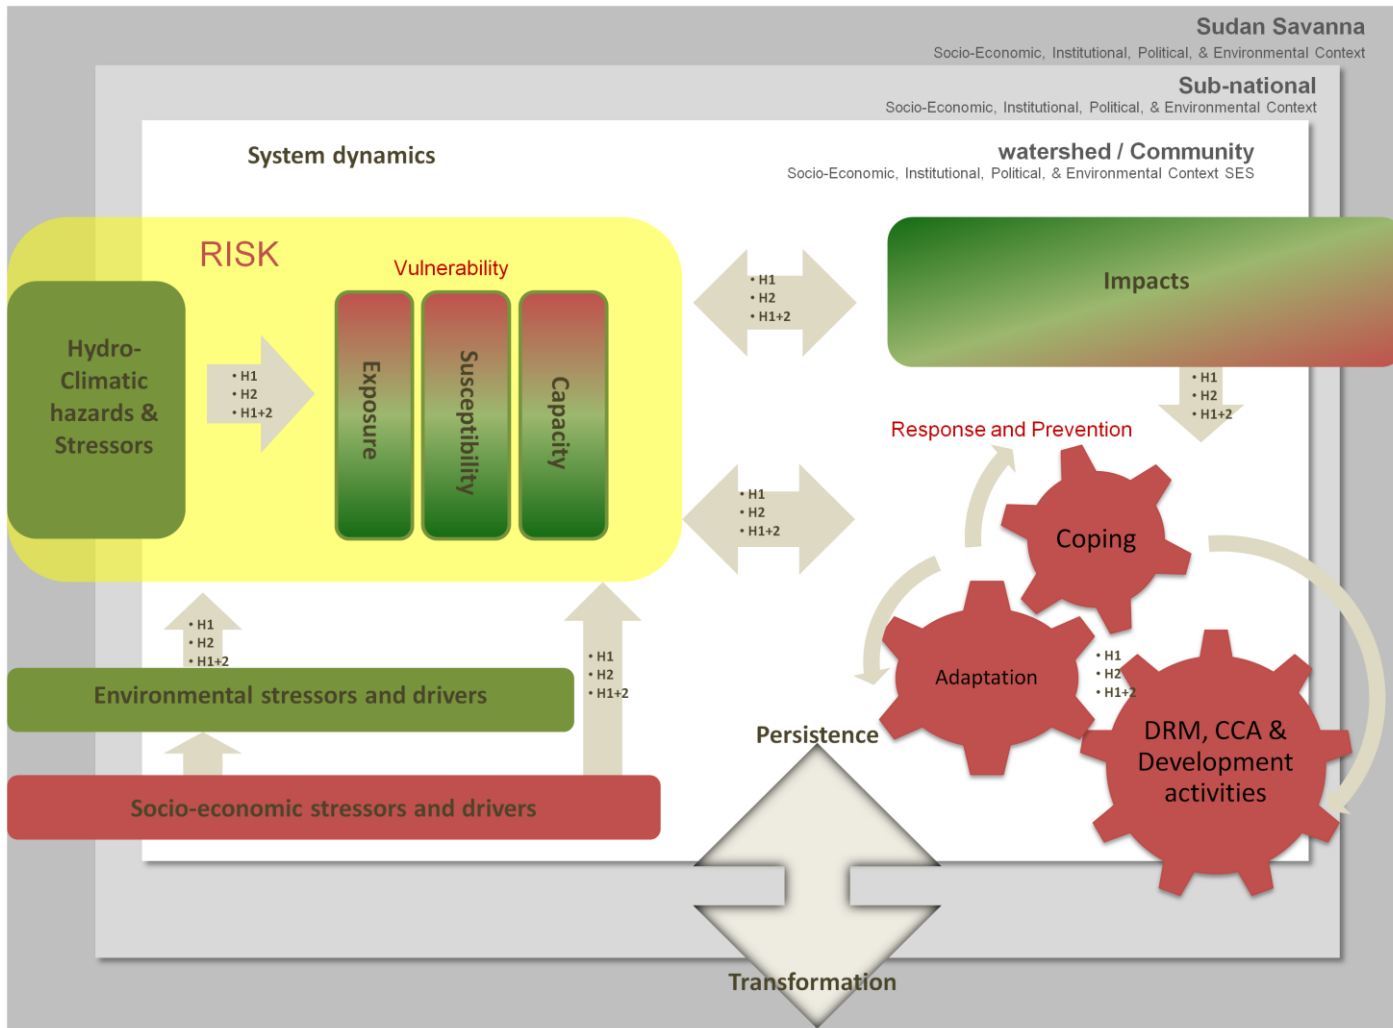 Sudan Savanna
Socio-Economic, Institutional, Political, & Environmental Context
Sub-national
Socio-Economic, Institutional, Political, & Environmental Context
System dynamics
watershed / Community
Socio-Economic, Institutional, Political, & Environmental Context SES
RISK
Vulnerability
Hydro-
Climatic
hazards &
Stressors
• H1
• H2
• H1+2
Exposure
Susceptibility
Capacity
• H1
• H2
• H1+2
Impacts
• H1
• H2
• H1+2
Response and Prevention
• H1
• H2
• H1+2
Coping
Adaptation
• H1
• H2
• H1+2
DRM, CCA &
Development
activities
• H1
• H2
• H1+2
• H1
• H2
• H1+2
Environmental stressors and drivers
Socio-economic stressors and drivers
Persistence
Transformation